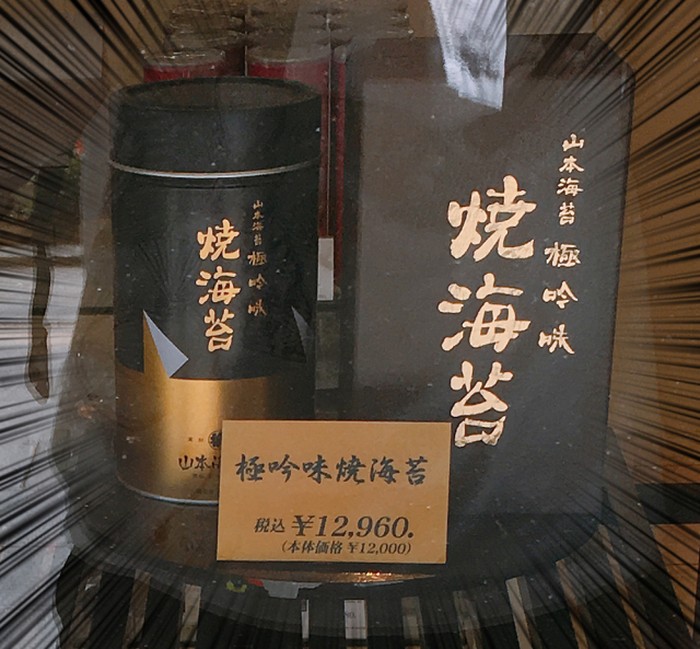 山本海苔 極吟味
焼海苔
山本海苔 極吟味
焼海苔
極吟味焼海苔
税込 ¥12,960.
(本体価格 ¥12,000)